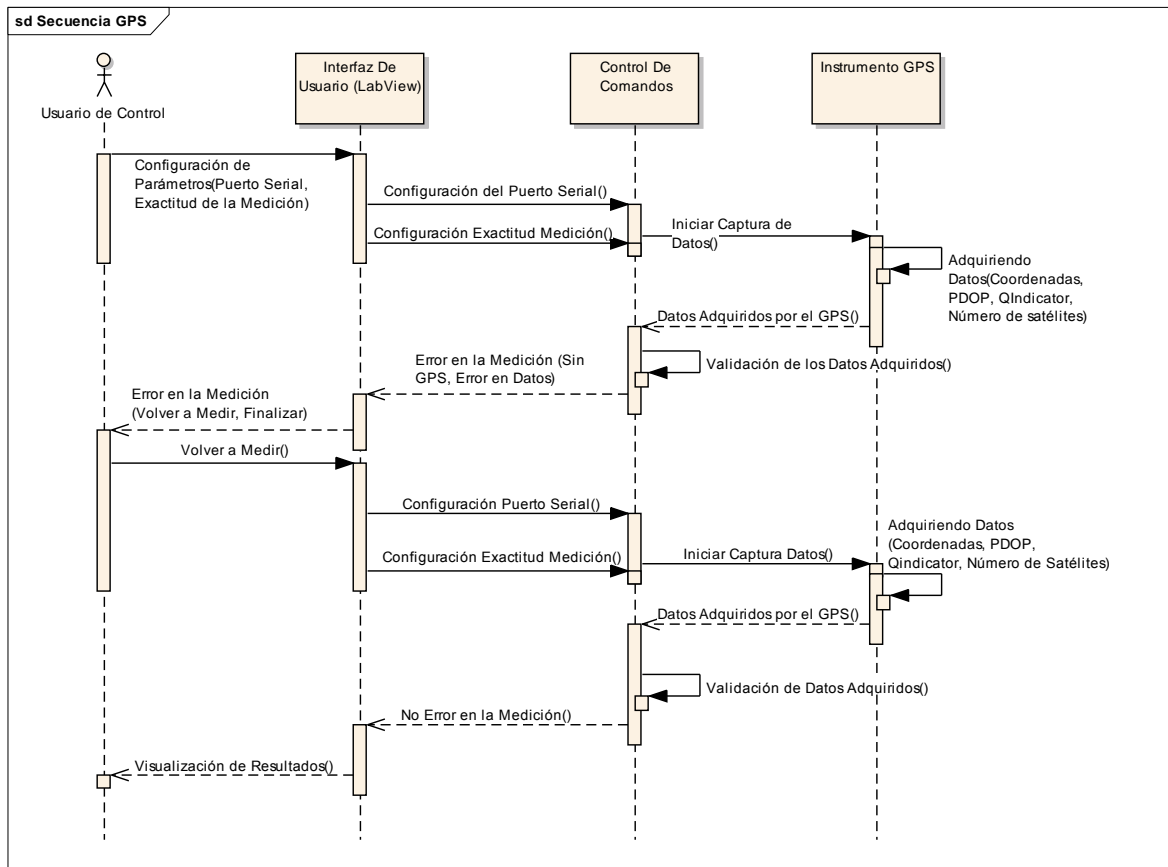 sd Secuencia GPS
Usuario de Control
Interfaz De
Usuario (LabView)
Control De
Comandos
Instrumento GPS
Configuración de
Parámetros(Puerto Serial,
Exactitud de la Medición)
Configuración del Puerto Serial()
Configuración Exactitud Medición()
Iniciar Captura de
Datos()
Adquiriendo
Datos(Coordenadas,
PDOP, QIndicator,
Número de satélites)
Datos Adquiridos por el GPS()
Validación de los Datos Adquiridos()
Error en la Medición (Sin
GPS, Error en Datos)
Error en la Medición
(Volver a Medir, Finalizar)
Volver a Medir()
Configuración Puerto Serial()
Configuración Exactitud Medición()
Iniciar Captura Datos()
Adquiriendo Datos
(Coordenadas, PDOP,
Qindicator, Número de Satélites)
Datos Adquiridos por el GPS()
Validación de Datos Adquiridos()
No Error en la Medición()
Visualización de Resultados()